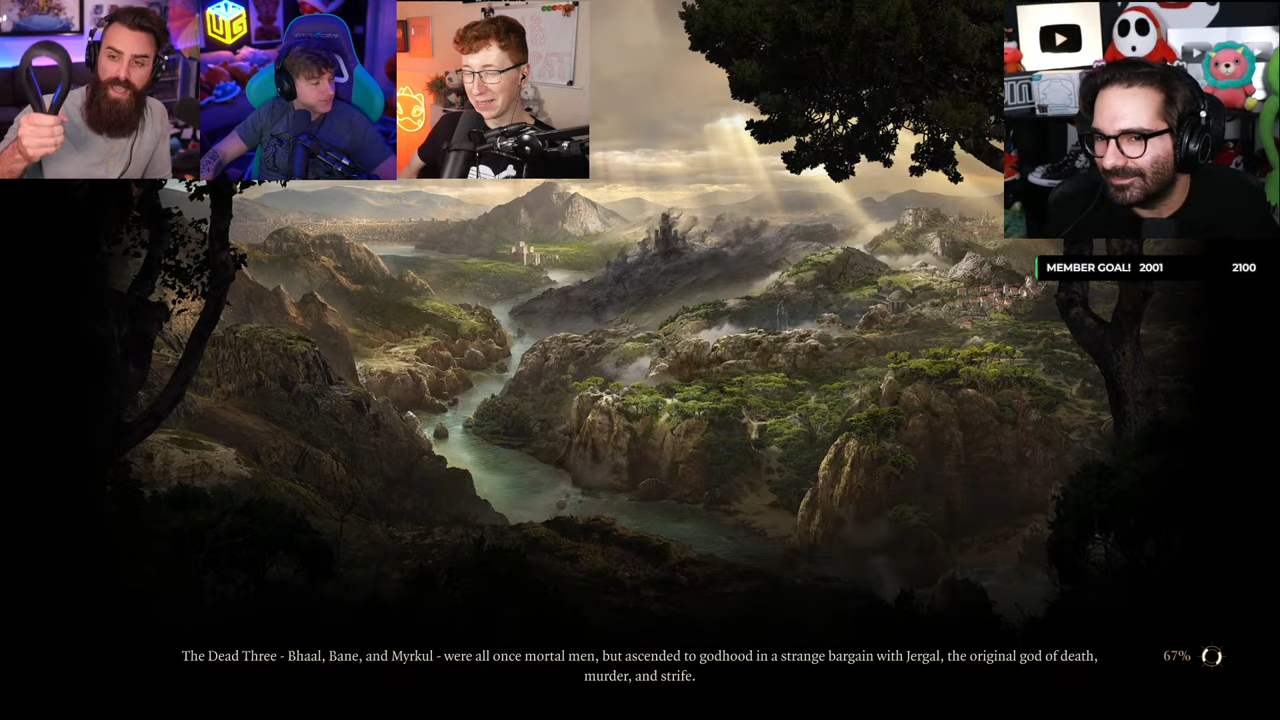 UG
MEMBER GOAL! 2001 2100
The Dead Three - Bhaal, Bane, and Myrkul - were all once mortal men, but ascended to godhood in a strange bargain with Jergal, the original god of death,
murder, and strife.
67%